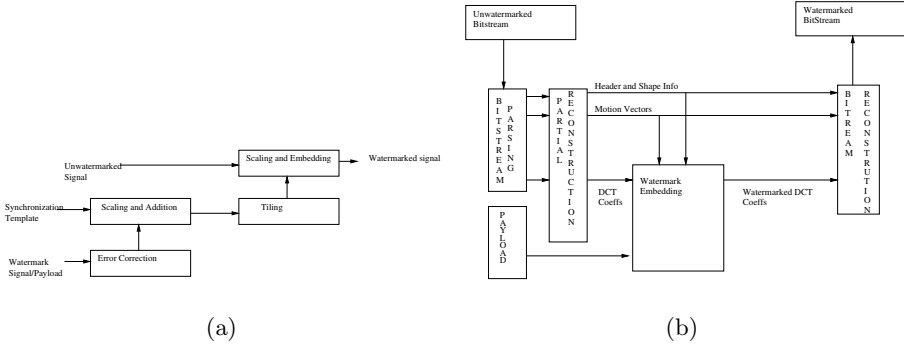 Unwatermarked
Signal
Scaling and Embedding
Watermarked signal
Synchronization
Template
Scaling and Addition
Tiling
Watermark
Signal/Payload
Error Correction
(a)
Unwatermarked
Bitstream
Watermarked
BitStream
BITSTREAM
PARSING
PARTIAL
RECONSTRUCTION
Header and Shape Info
Motion Vectors
BITREAM
RECONSTRUTION
DCT
Coeffs
Watermark
Embedding
Watermarked DCT
Coeffs
PAYLOAD
(b)